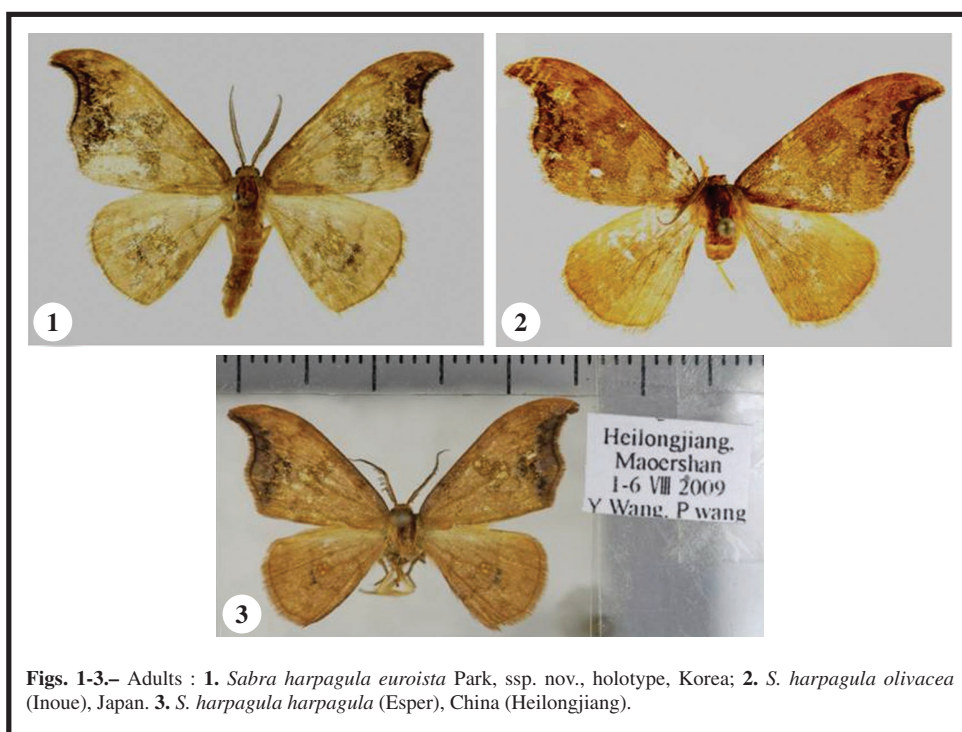 1
2
Heilongjiang,
Maoershan
1-6 VIII 2009
Y Wang, P wang
3
Figs. 1-3.– Adults : 1. Sabra harpagula euroista Park, ssp. nov., holotype, Korea; 2. S. harpagula olivacea
(Inoue), Japan. 3. S. harpagula harpagula (Esper), China (Heilongjiang).